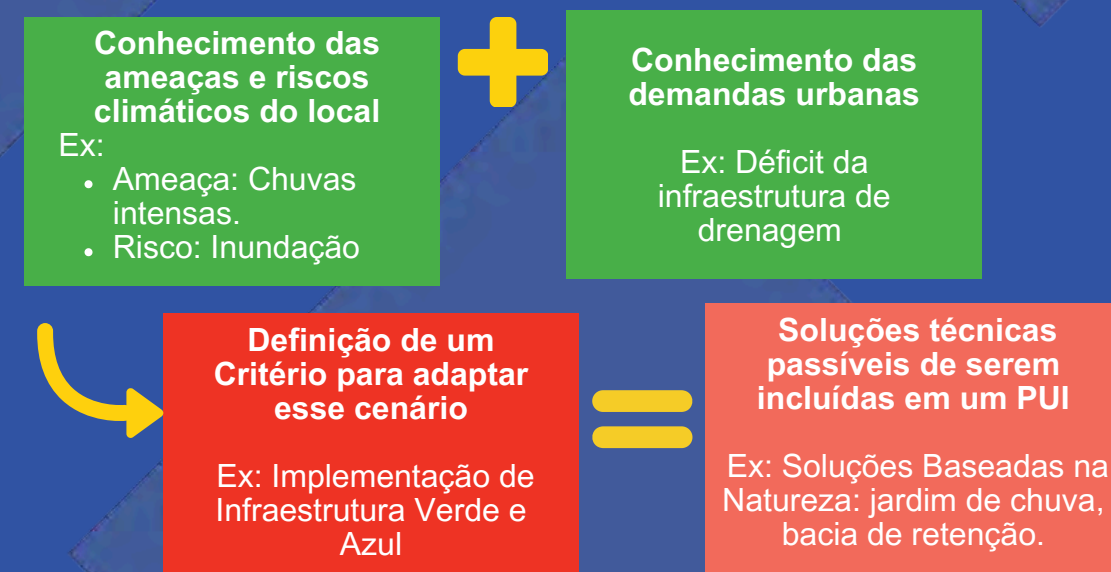 Conhecimento das
ameaças e riscos
climáticos do local
Ex:
• Ameaça: Chuvas
intensas.
• Risco: Inundação
Conhecimento das
demandas urbanas
Ex: Déficit da
infraestrutura de
drenagem
Definição de um
Critério para adaptar
esse cenário
Ex: Implementação de
Infraestrutura Verde e
Azul
Soluções técnicas
passíveis de serem
incluídas em um PUI
Ex: Soluções Baseadas na
Natureza: jardim de chuva,
bacia de retenção.